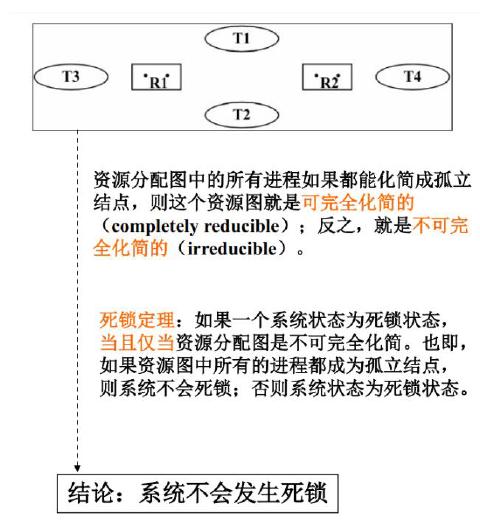 T1
T3
R1
R2
T4
T2
资源分配图中的所有进程如果都能化简成孤立
结点，则这个资源图就是可完全化简的
（completely reducible）；反之，就是不可完
全化简的（irreducible）。
死锁定理：如果一个系统状态为死锁状态，
当且仅当资源分配图是不可完全化简。也即，
如果资源图中所有的进程都成为孤立结点，
则系统不会死锁；否则系统状态为死锁状态。
结论：系统不会发生死锁